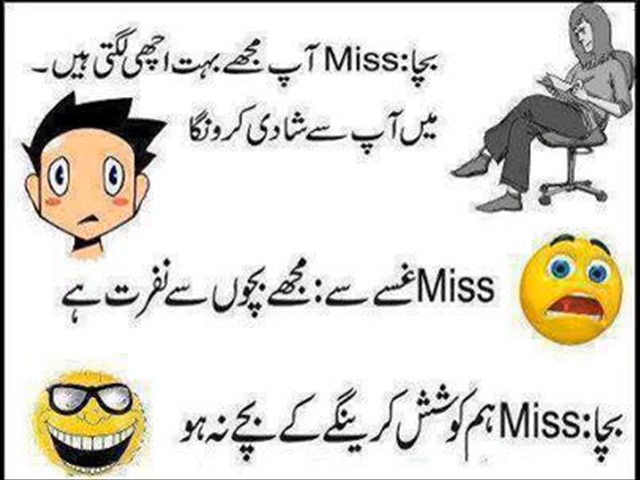 بچا: Miss آپ مجھے بہت اچھی لگتی ہیں۔
میں آپ سے شادی کرونگا
Miss غصے سے: مجھے بچوں سے نفرت ہے
بچا: Miss ہم کوشش کرینگے کے بچے نہ ہو